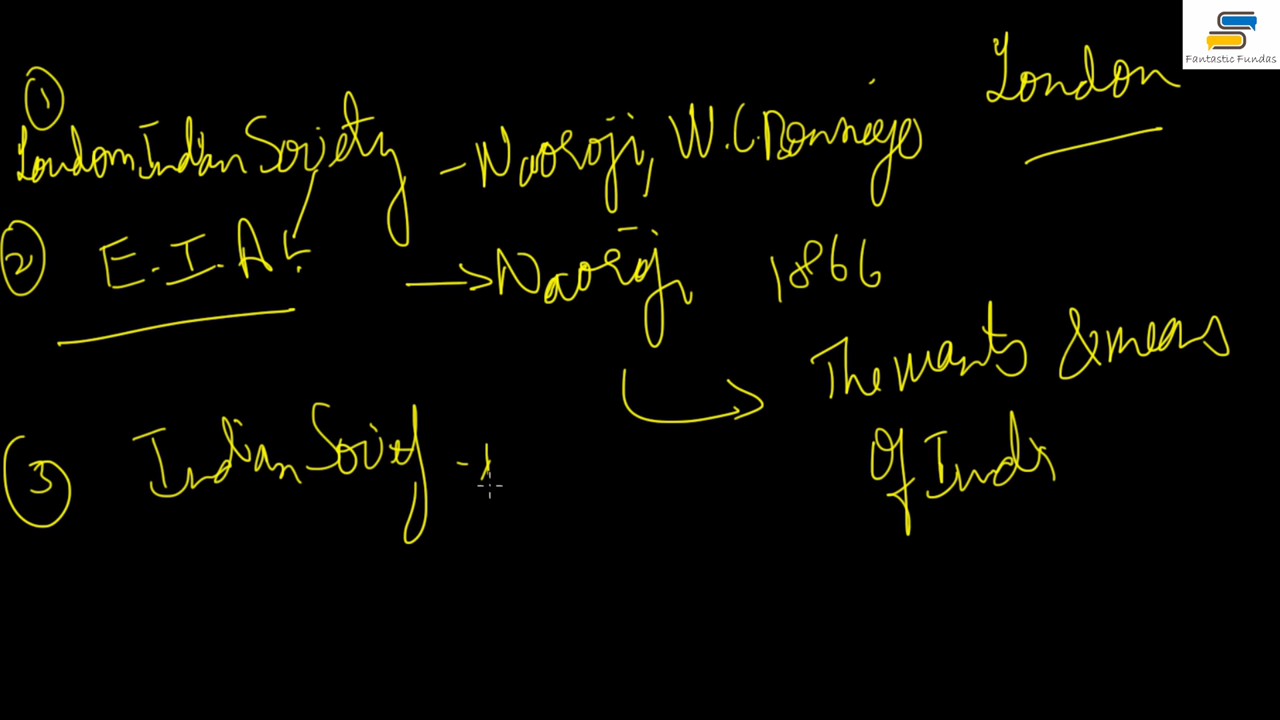 London
Fantastic Fundas
① London Indian Society - Naoroji, W.C. Bonnerje
② E.I.A. → Naoroji 1866
The wants & means
Of India
③ Indian Society -